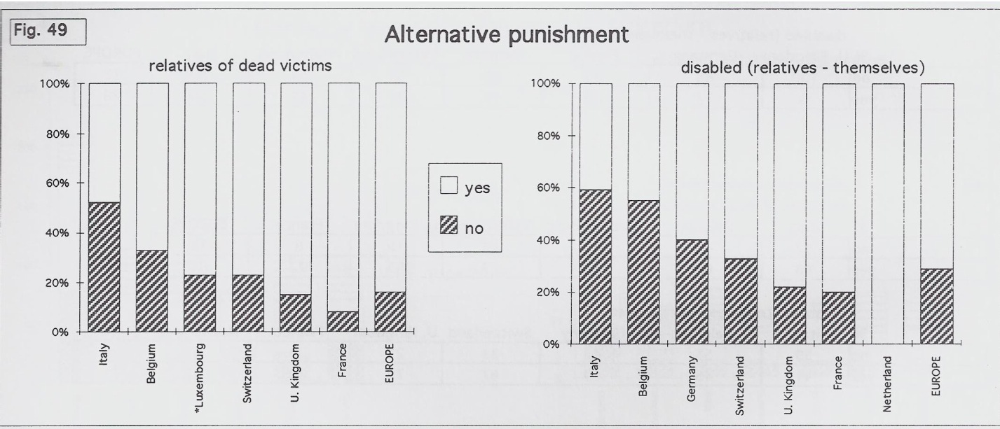 Fig. 49
Alternative punishment
relatives of dead victims
100%
80%
60%
40%
20%
0%
Italy
Belgium
*Luxembourg
Switzerland
U. Kingdom
France
EUROPE
yes
no
disabled (relatives - themselves)
100%
80%
60%
40%
20%
0%
Italy
Belgium
Germany
Switzerland
U. Kingdom
France
Netherland
EUROPE